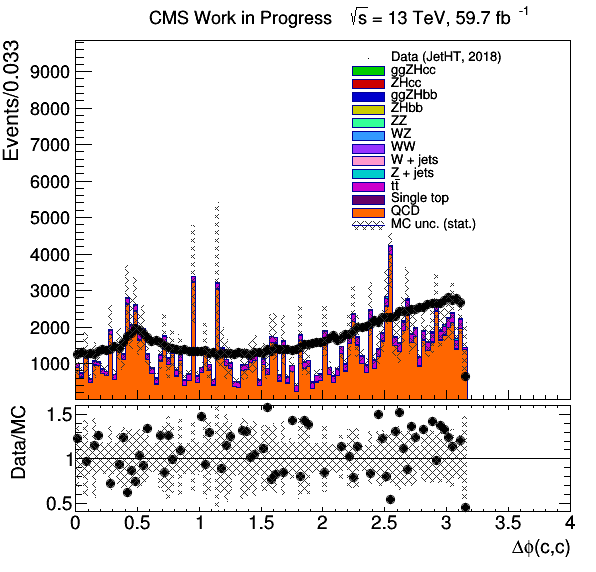 CMS Work in Progress √s = 13 TeV, 59.7 fb⁻¹
Events/0.033
9000
8000
7000
6000
5000
4000
3000
2000
1000
Data (JetHT, 2018)
ggZHcc
ZHcc
ggZHbb
ZHbb
ZZ
WZ
WW
W + jets
Z + jets
tt̄
Single top
QCD
MC unc. (stat.)
Data/MC
1.5
1
0.5
0 0.5 1 1.5 2 2.5 3 3.5 4
Δϕ(c,c)